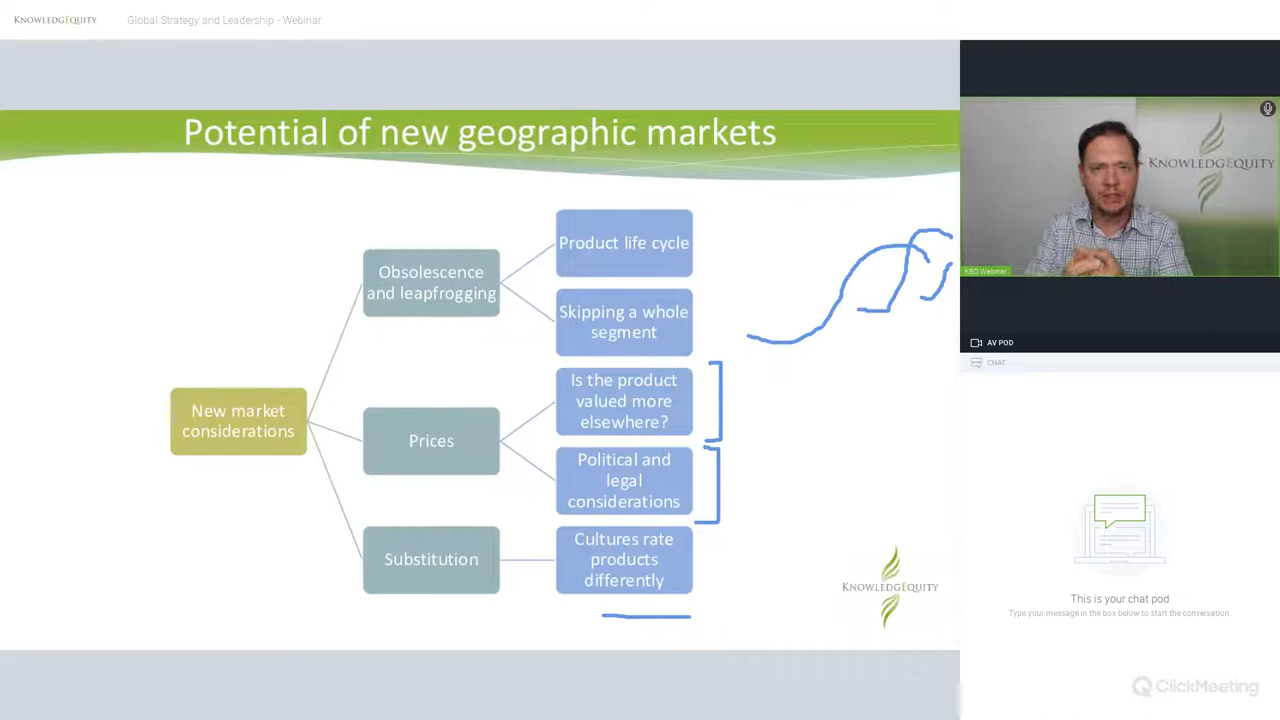 KNOWLEDGEQUITY
Global Strategy and Leadership - Webinar
Potential of new geographic markets
New market
considerations
Obsolescence
and leapfrogging
Product life cycle
Skipping a whole
segment
Prices
Is the product
valued more
elsewhere?
Political and
legal
considerations
Substitution
Cultures rate
products
differently
KNOWLEDGEQUITY
KNOWLEDGEQUITY
KEQ Webinar
AV POD
CHAT
This is your chat pod
Type your message in the box below to start the conversation.
ClickMeeting